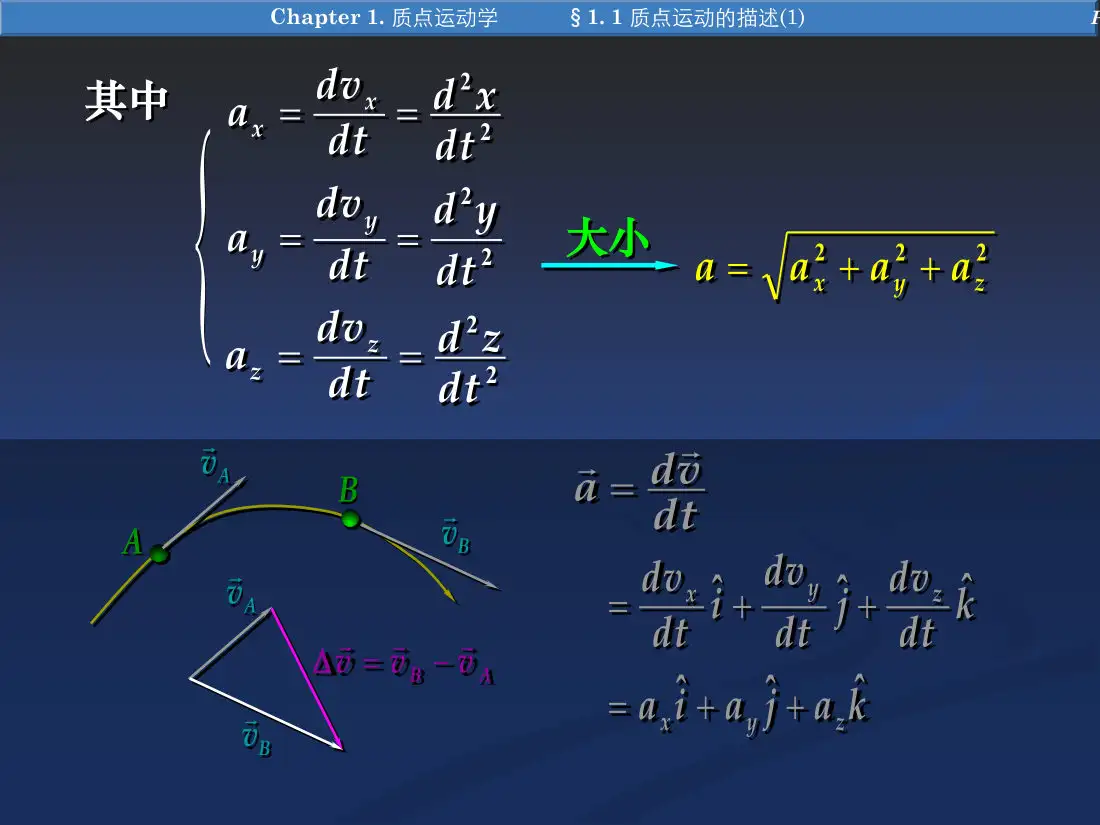 Chapter 1. 质点运动学 §1. 1 质点运动的描述(1)
其中
a_x = dv_x/dt = d²x/dt²
a_y = dv_y/dt = d²y/dt²
a_z = dv_z/dt = d²z/dt²
大小
a = √(a_x² + a_y² + a_z²)
v⃗_A
A
B
v⃗_B
v⃗_A
Δv⃗ = v⃗_B − v⃗_A
v⃗_B
a⃗ = dv⃗/dt
= dv_x/dt î + dv_y/dt ĵ + dv_z/dt k̂
= a_x î + a_y ĵ + a_z k̂